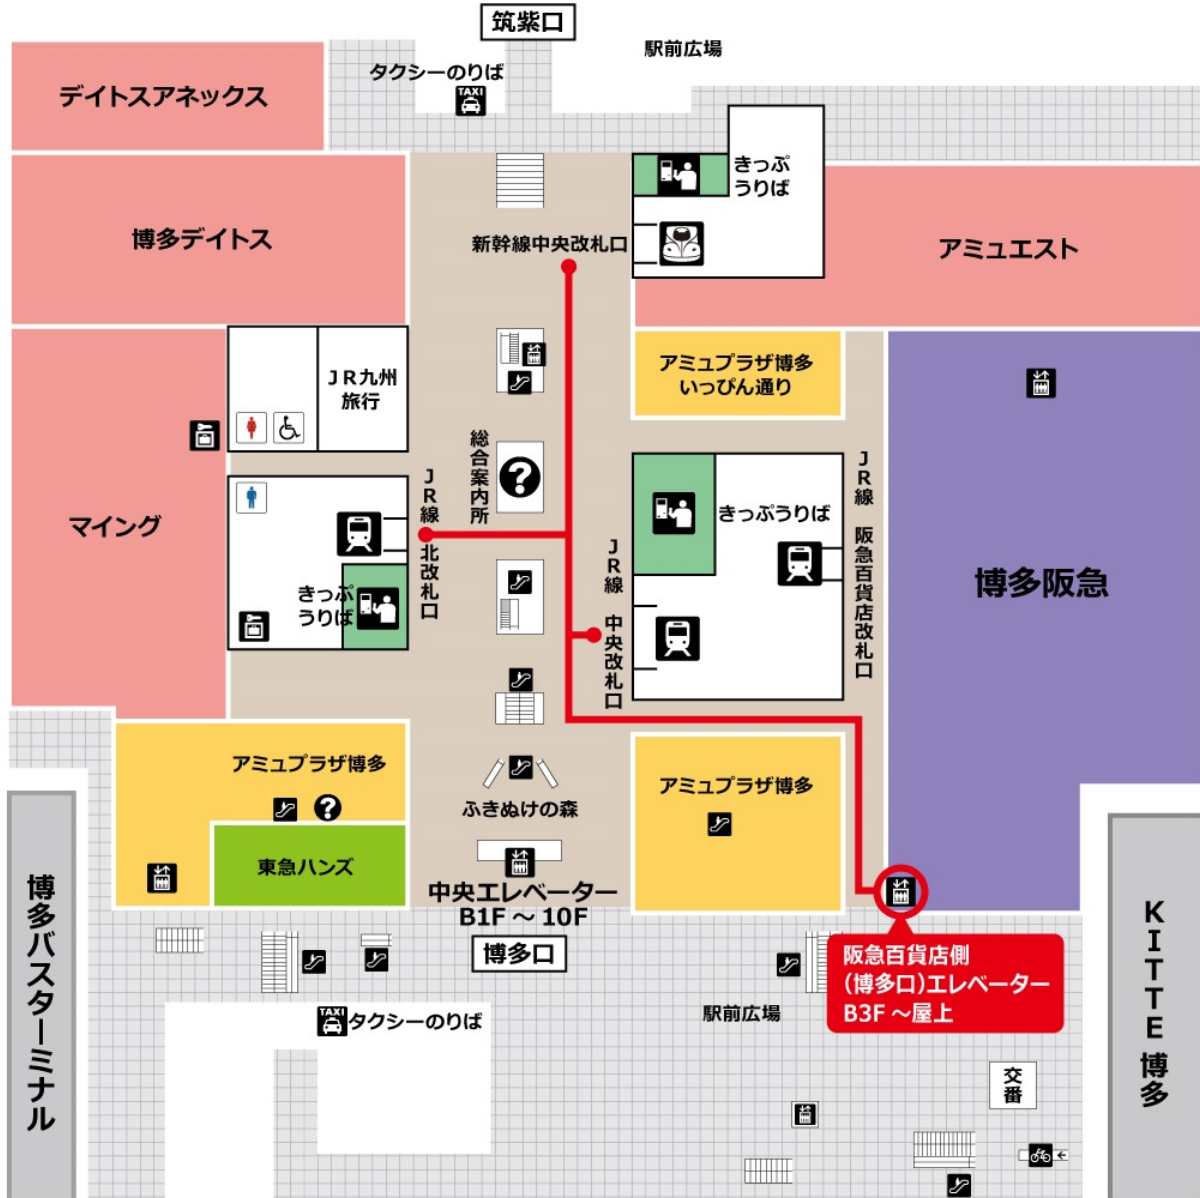 筑紫口
駅前広場
タクシーのりば
TAXI
デイトスアネックス
きっぷ
うりば
博多デイトス
新幹線中央改札口
アミュエスト
アミュプラザ博多
いっぴん通り
JR九州
旅行
総合案内所
?
JR線 北改札口
JR線 阪急百貨店改札口
きっぷうりば
マイング
JR線 中央改札口
博多阪急
きっぷ
うりば
アミュプラザ博多
?
アミュプラザ博多
ふきぬけの森
東急ハンズ
中央エレベーター
B1F～10F
博多口
博多バスターミナル
阪急百貨店側
(博多口)エレベーター
B3F～屋上
KITTE 博多
TAXI
タクシーのりば
駅前広場
交番